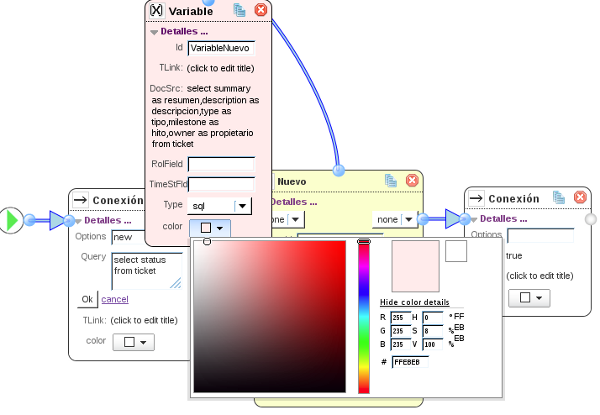 Variable
Detalles ...
Id VariableNuevo
TLink: (click to edit title)
DocSrc: select summary
as resumen,description as
descripcion,type as
tipo,milestone as
hito,owner as propietario
from ticket
RolField
TimeStFld
Type sql
color
Conexión
Detalles ...
Options new
Query select status
from ticket
Ok cancel
TLink: (click to edit title)
color
Nuevo
Detalles ...
none
Conexión
Detalles ...
Options
true
(click to edit title)
Hide color details
R 255 H 0 ° FF
G 235 S 8 % EB
B 235 V 100 % EB
# FFEBEB